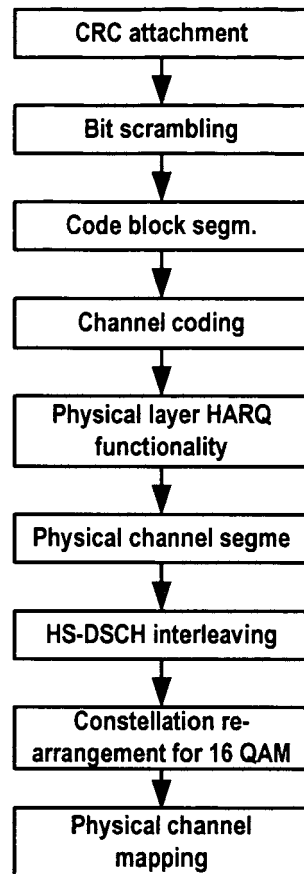 CRC attachment
Bit scrambling
Code block segm.
Channel coding
Physical layer HARQ
functionality
Physical channel segme
HS-DSCH interleaving
Constellation re-
arrangement for 16 QAM
Physical channel
mapping